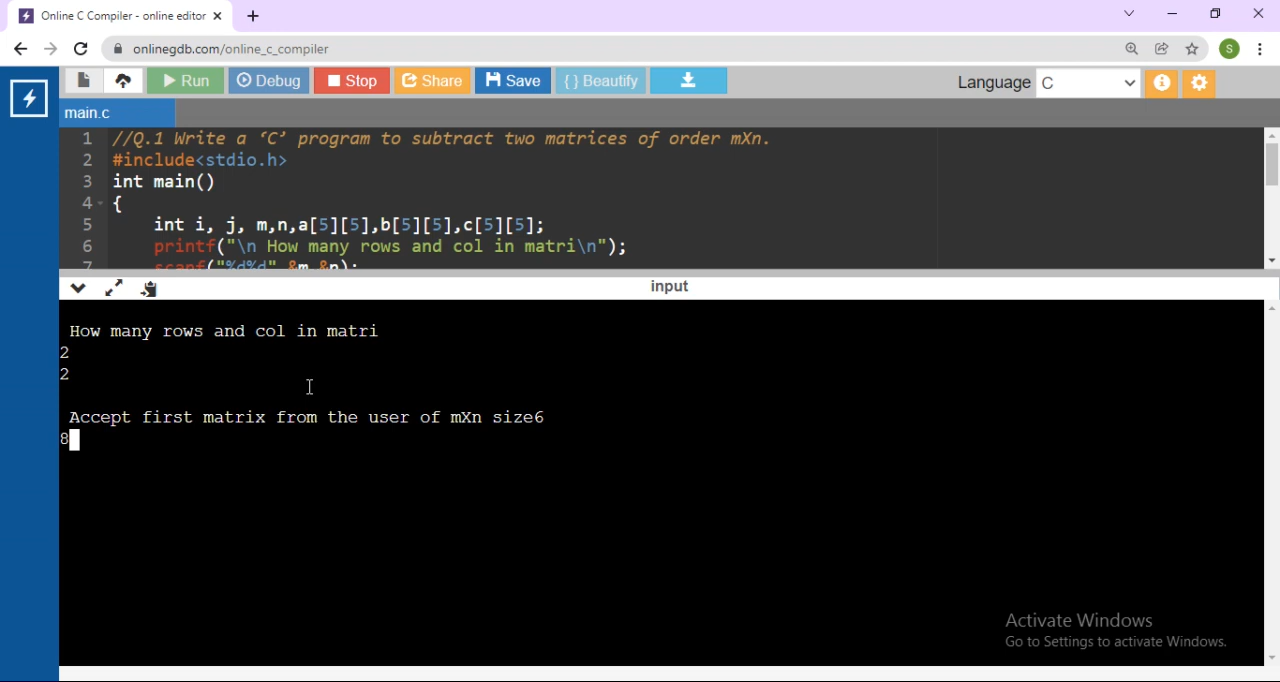 Online C Compiler - online editor
onlinegdb.com/online_c_compiler
S
Run Debug Stop Share Save {} Beautify Language C
main.c
1 //Q.1 Write a ‘C’ program to subtract two matrices of order mXn.
2 #include<stdio.h>
3 int main()
4 {
5 int i, j, m,n,a[5][5],b[5][5],c[5][5];
6 printf("\n How many rows and col in matri\n");
7 scanf("%d%d",&m,&n);
input
How many rows and col in matri
2
2
Accept first matrix from the user of mXn size6
8
Activate Windows
Go to Settings to activate Windows.